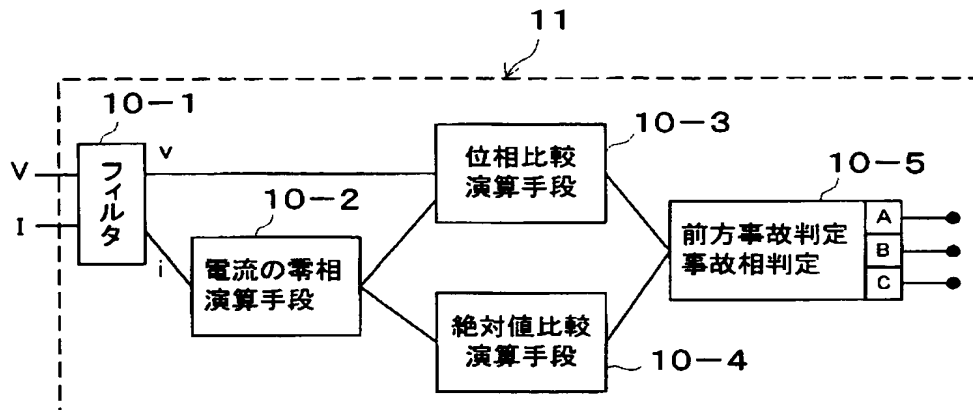 11
10-1
フィルタ
V
I
v
i
10-2
電流の零相
演算手段
10-3
位相比較
演算手段
絶対値比較
演算手段
10-4
10-5
前方事故判定
事故相判定
A
B
C